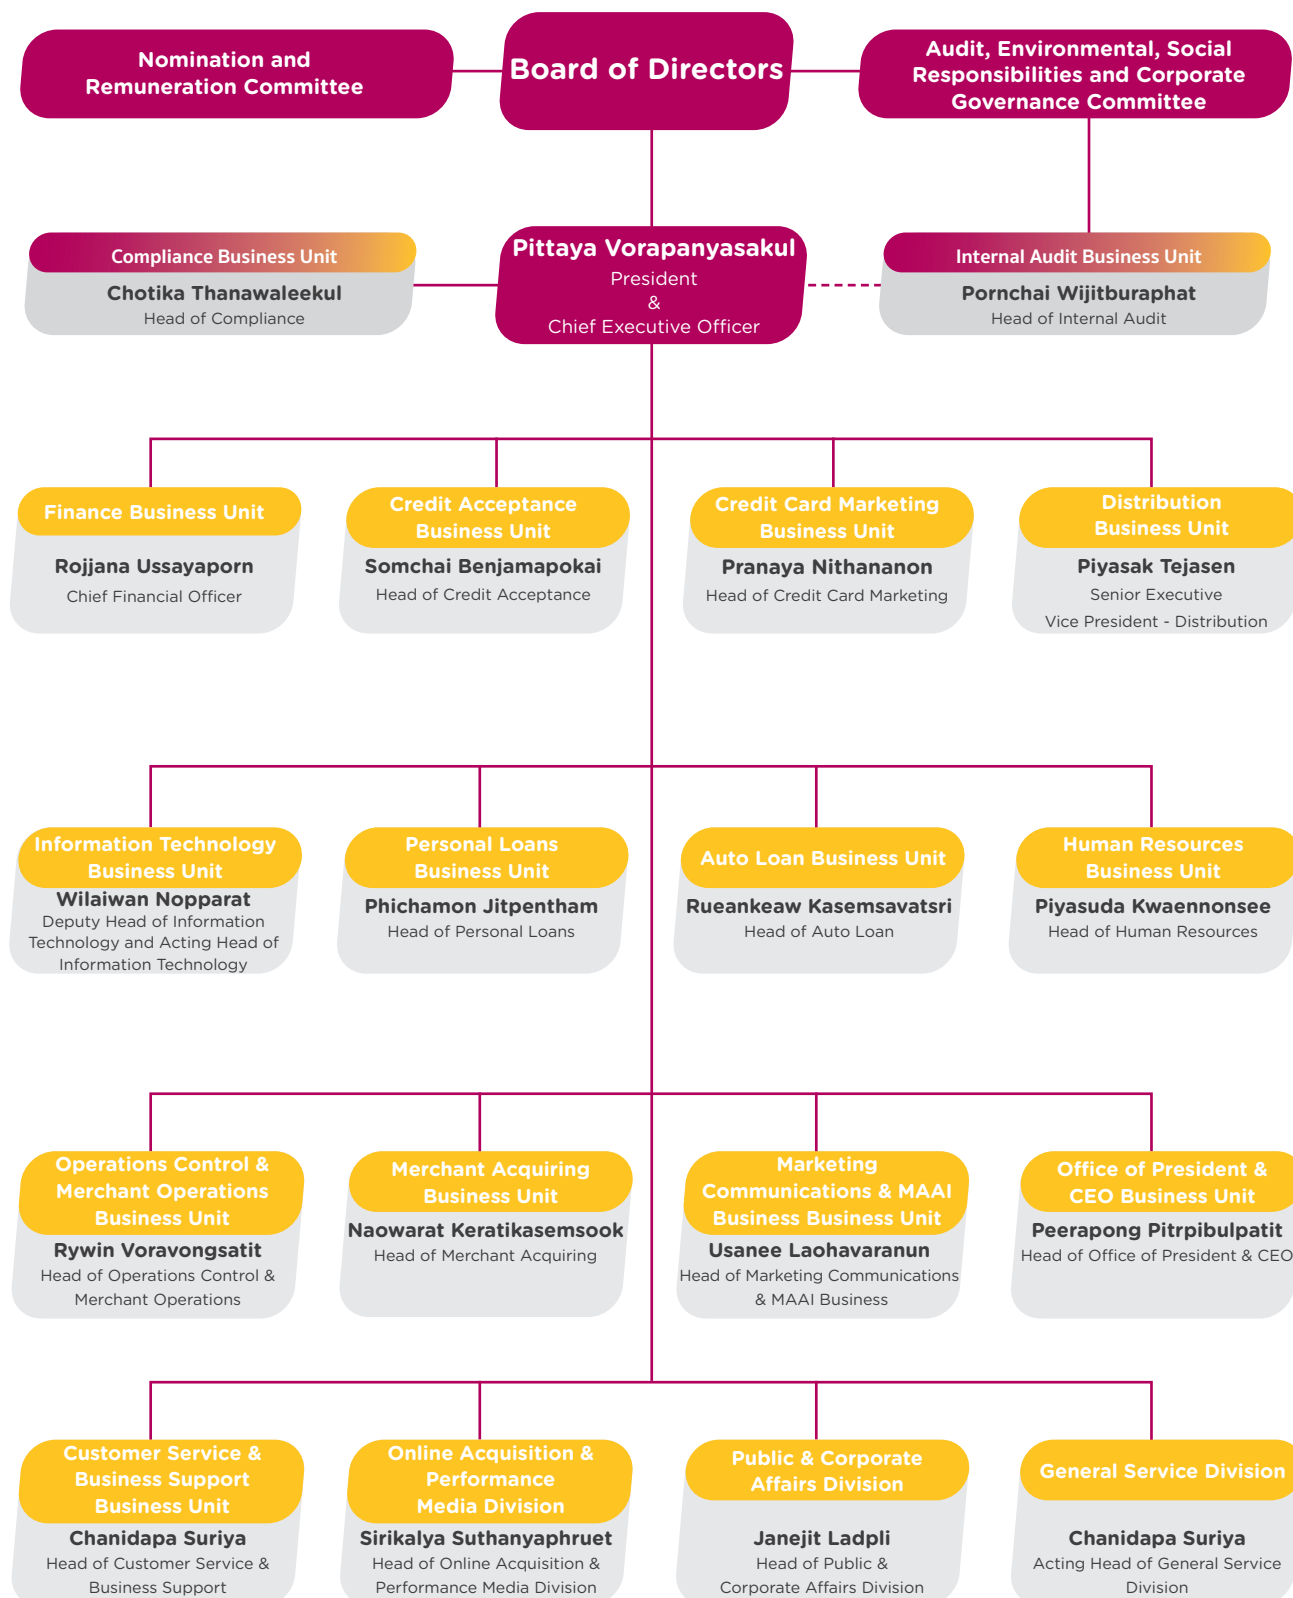 Nomination and
Remuneration Committee
Board of Directors
Audit, Environmental, Social
Responsibilities and Corporate
Governance Committee
Compliance Business Unit
Chotika Thanawaleekul
Head of Compliance
Pittaya Vorapanyasakul
President
&
Chief Executive Officer
Internal Audit Business Unit
Pornchai Wijitburaphat
Head of Internal Audit
Finance Business Unit
Rojjana Ussayaporn
Chief Financial Officer
Credit Acceptance
Business Unit
Somchai Benjamapokai
Head of Credit Acceptance
Credit Card Marketing
Business Unit
Pranaya Nithananon
Head of Credit Card Marketing
Distribution
Business Unit
Piyasak Tejasen
Senior Executive
Vice President - Distribution
Information Technology
Business Unit
Wilaiwan Nopparat
Deputy Head of Information
Technology and Acting Head of
Information Technology
Personal Loans
Business Unit
Phichamon Jitpentham
Head of Personal Loans
Auto Loan Business Unit
Rueankeaw Kasemsavatsri
Head of Auto Loan
Human Resources
Business Unit
Piyasuda Kwaennonsee
Head of Human Resources
Operations Control &
Merchant Operations
Business Unit
Rywin Voravongsatit
Head of Operations Control &
Merchant Operations
Merchant Acquiring
Business Unit
Naowarat Keratikasemsook
Head of Merchant Acquiring
Marketing
Communications & MAAI
Business Business Unit
Usanee Laohavaranun
Head of Marketing Communications
& MAAI Business
Office of President &
CEO Business Unit
Peerapong Pitrpibulpatit
Head of Office of President & CEO
Customer Service &
Business Support
Business Unit
Chanidapa Suriya
Head of Customer Service &
Business Support
Online Acquisition &
Performance
Media Division
Sirikalya Suthanyaphruet
Head of Online Acquisition &
Performance Media Division
Public & Corporate
Affairs Division
Janejit Ladpli
Head of Public &
Corporate Affairs Division
General Service Division
Chanidapa Suriya
Acting Head of General Service
Division